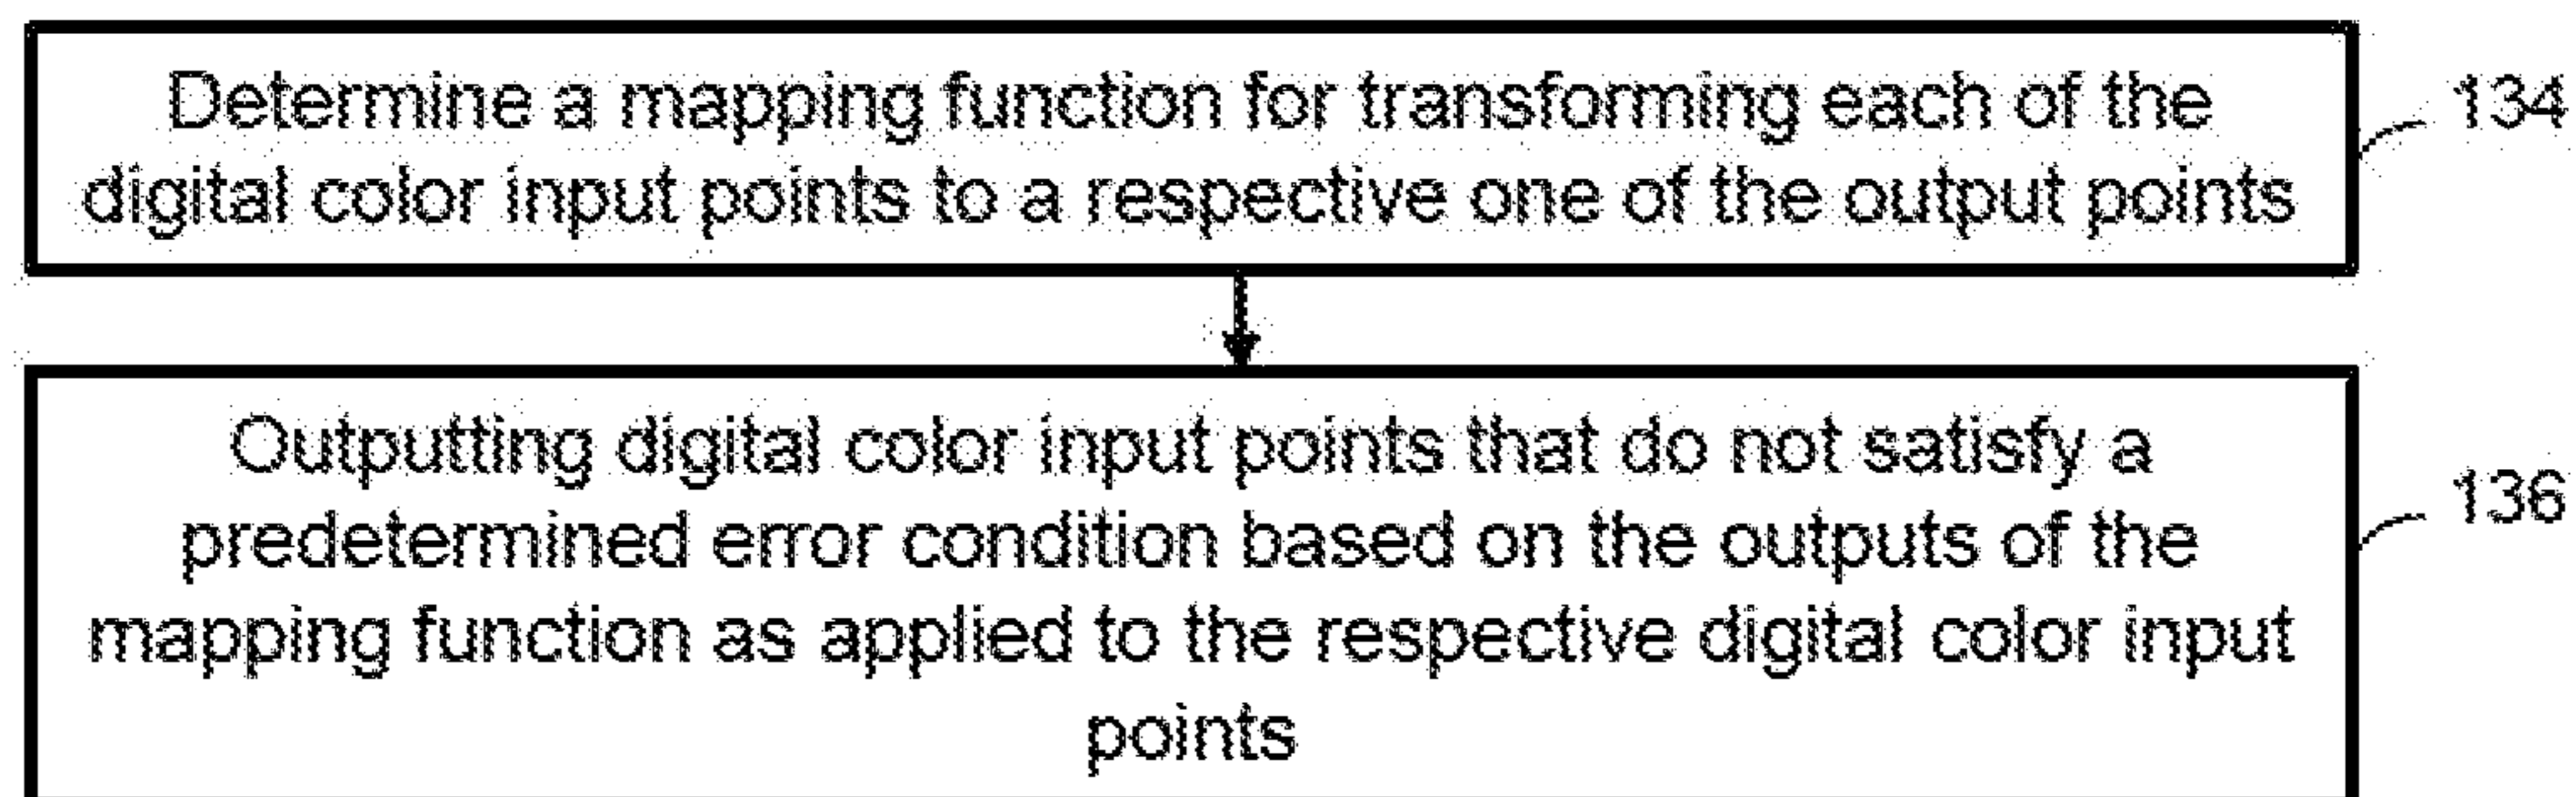 Determine a mapping function for transforming each of the
134
digital color input points to a respective one of the output points
Outputting digital color input points that do not satisfy a
136
predetermined error condition based on the outputs of the
mapping function as applied to the respective digital color input
points